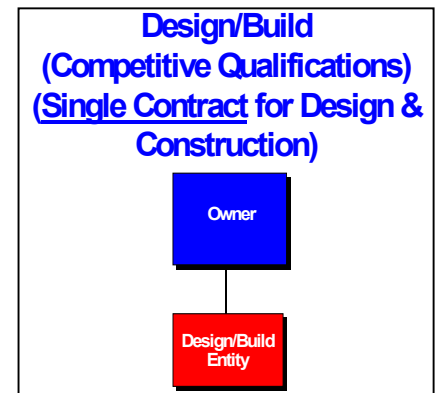 Design/Build
(Competitive Qualifications)
(Single Contract for Design &
Construction)
Owner
Design/Build
Entity